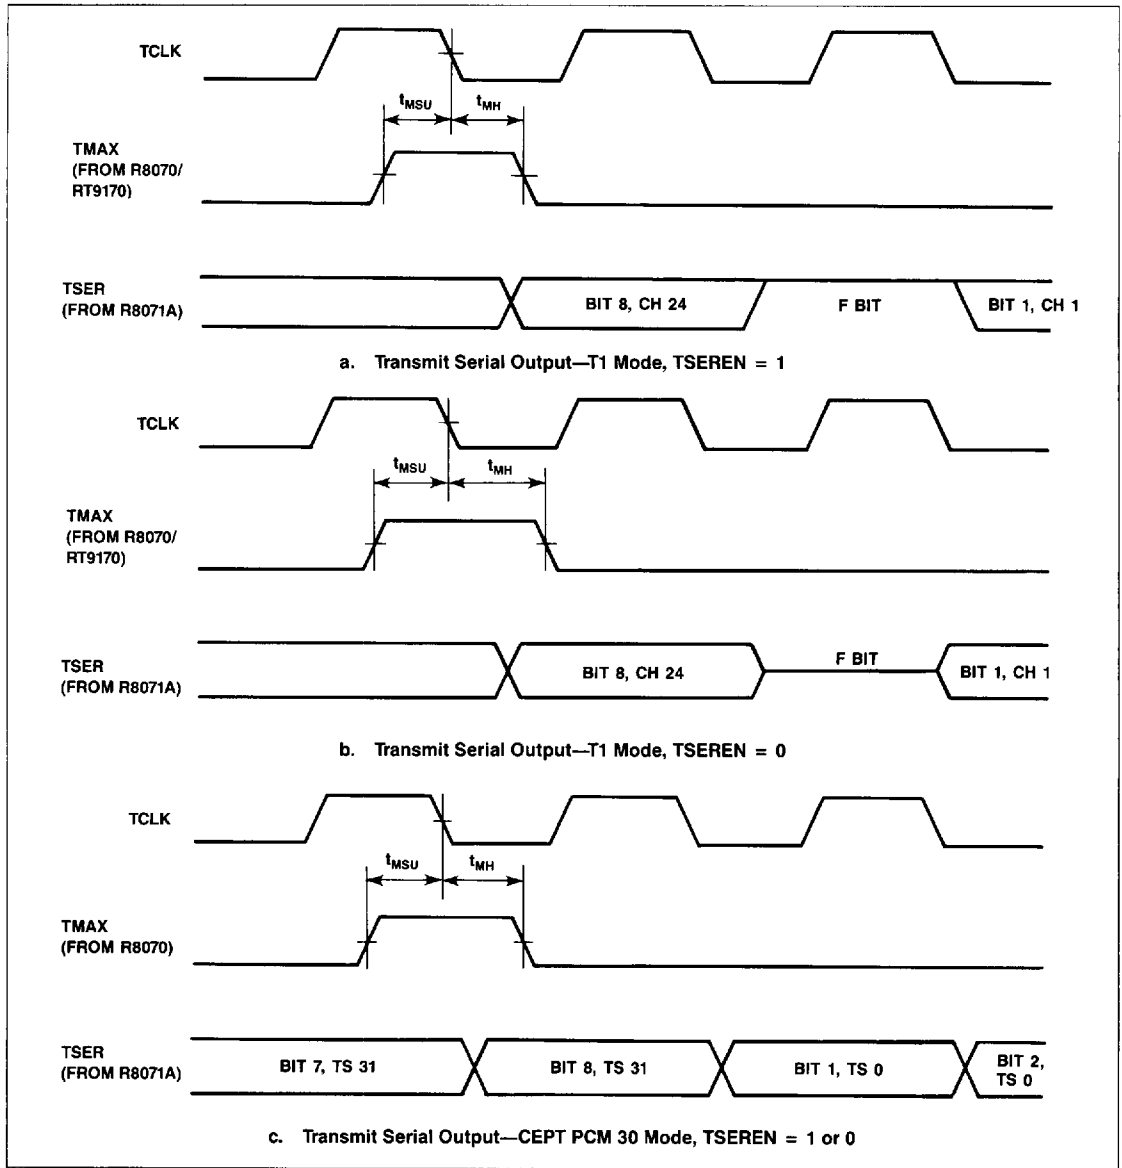 TCLK
tMSU
tMH
TMAX
(FROM R8070/
RT9170)
TSER
(FROM R8071A)
BIT 8, CH 24
F BIT
BIT 1, CH 1
a. Transmit Serial Output—T1 Mode, TSEREN = 1
TCLK
tMSU
tMH
TMAX
(FROM R8070/
RT9170)
TSER
(FROM R8071A)
BIT 8, CH 24
F BIT
BIT 1, CH 1
b. Transmit Serial Output—T1 Mode, TSEREN = 0
TCLK
tMSU
tMH
TMAX
(FROM R8070)
TSER
(FROM R8071A)
BIT 7, TS 31
BIT 8, TS 31
BIT 1, TS 0
BIT 2,
TS 0
c. Transmit Serial Output—CEPT PCM 30 Mode, TSEREN = 1 or 0